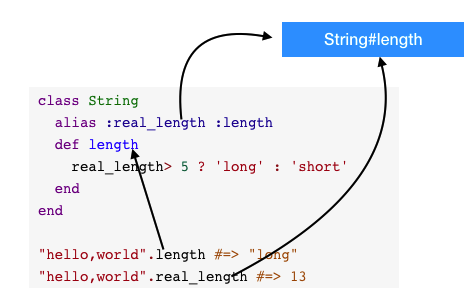 String#length
class String
  alias :real_length :length
  def length
    real_length> 5 ? 'long' : 'short'
  end
end
"hello,world".length #=> "long"
"hello,world".real_length #=> 13